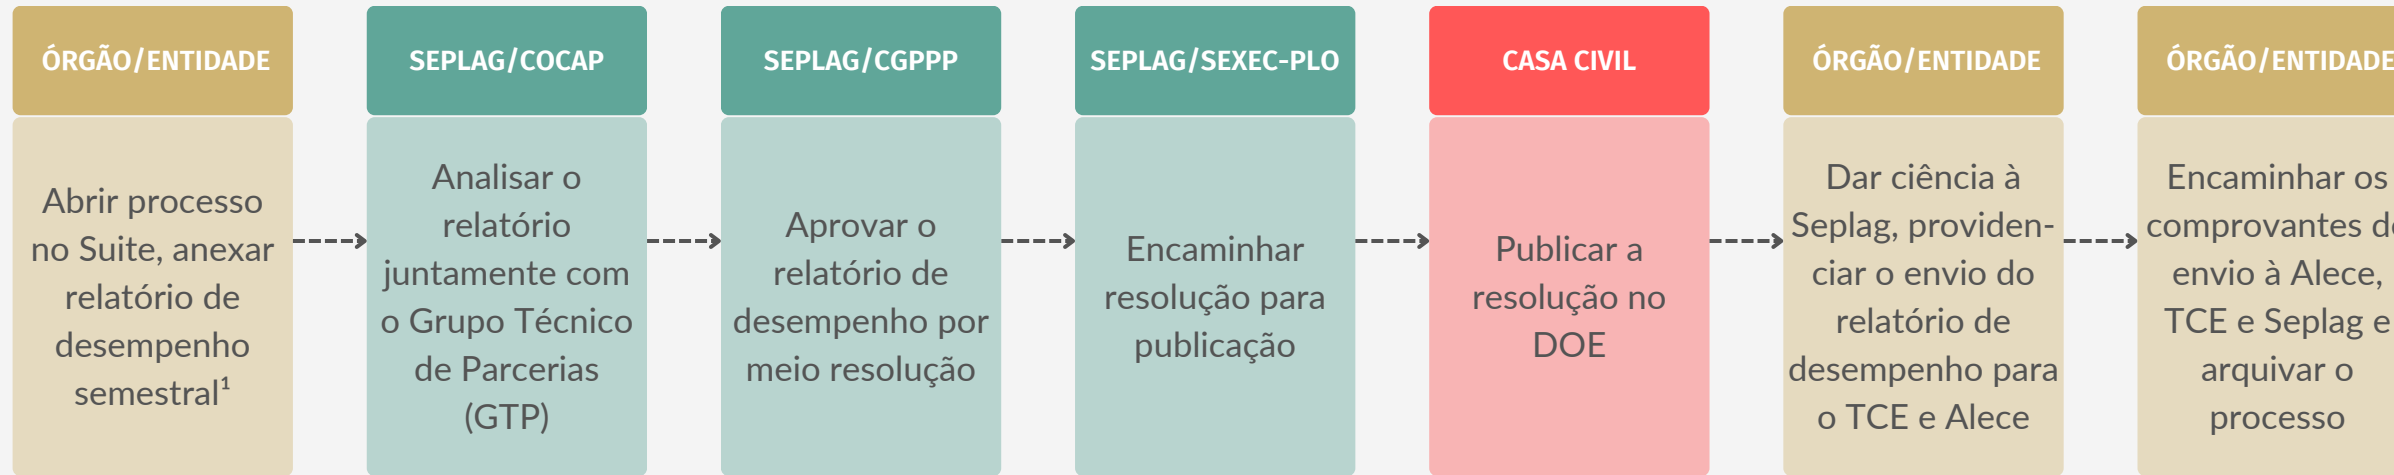 ÓRGÃO/ENTIDADE
Abrir processo
no Suite, anexar
relatório de
desempenho
semestral¹
SEPLAG/COCAP
Analisar o
relatório
juntamente com
o Grupo Técnico
de Parcerias
(GTP)
SEPLAG/CGPPP
Aprovar o
relatório de
desempenho por
meio resolução
SEPLAG/SEXEC-PLO
Encaminhar
resolução para
publicação
CASA CIVIL
Publicar a
resolução no
DOE
ÓRGÃO/ENTIDADE
Dar ciência à
Seplag, providen-
ciar o envio do
relatório de
desempenho para
o TCE e Alece
ÓRGÃO/ENTIDADE
Encaminhar os
comprovantes de
envio à Alece,
TCE e Seplag e
arquivar o
processo